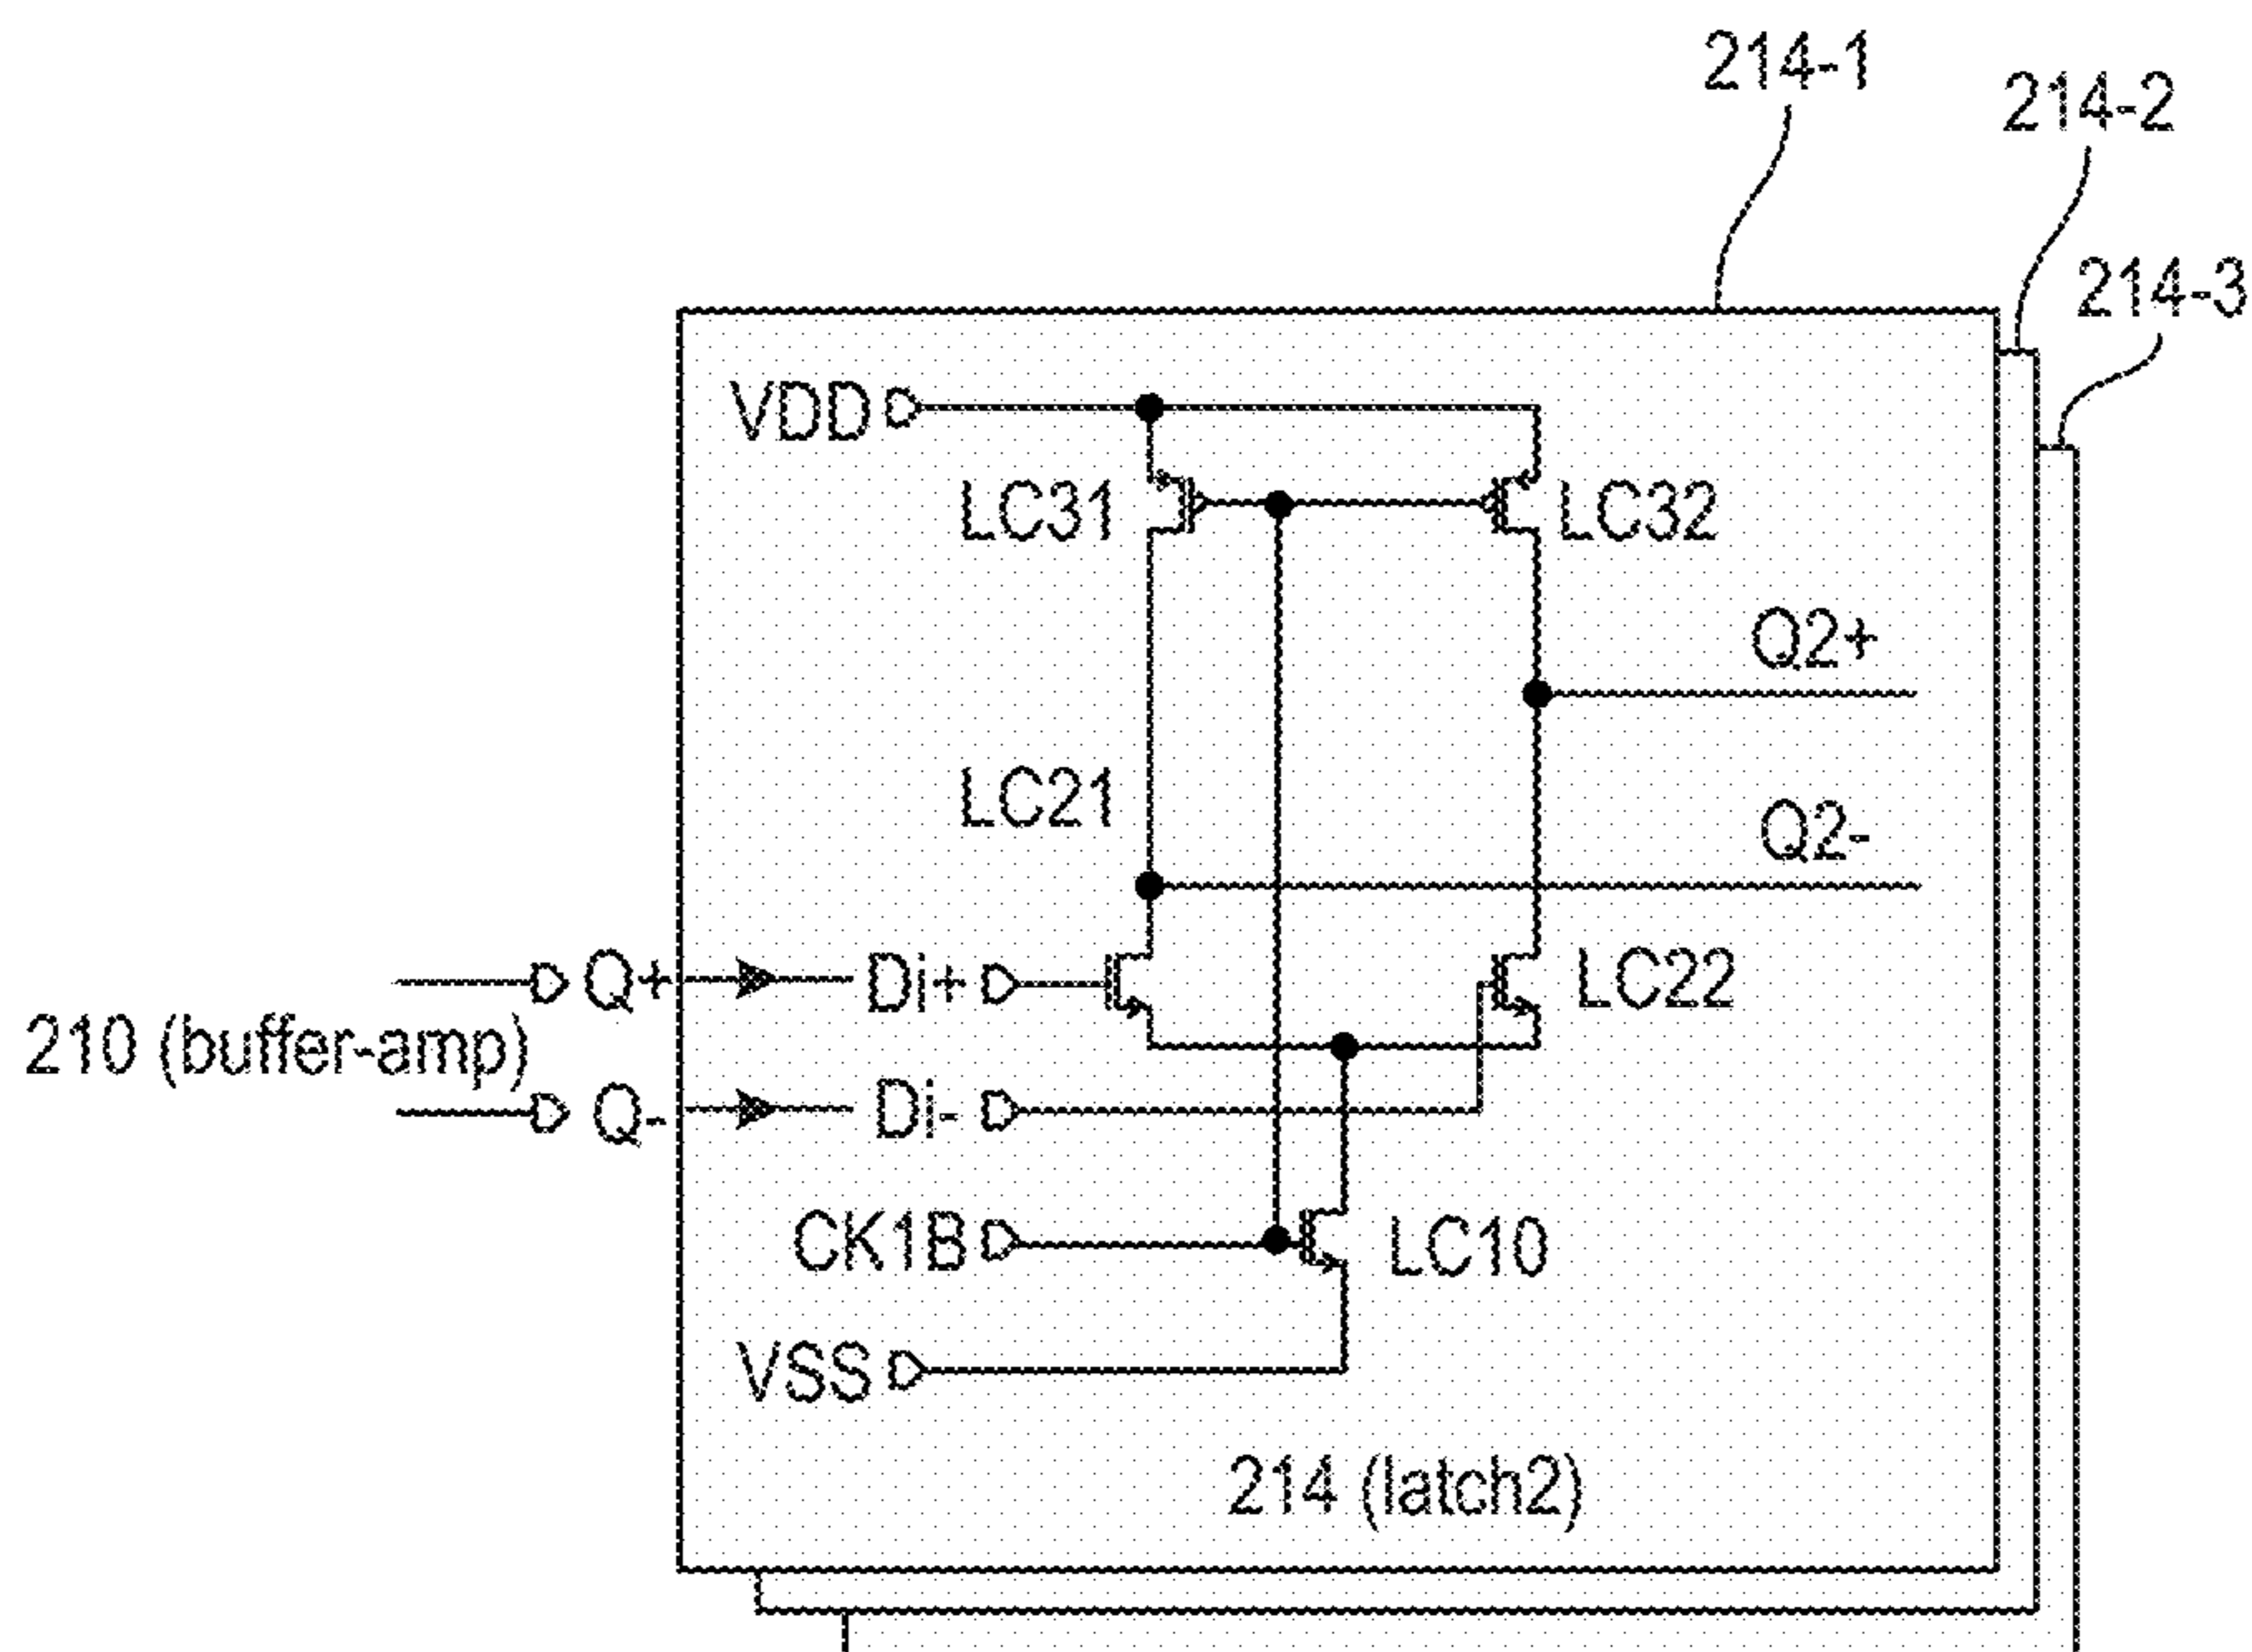 214-1
214-2
214-3
VDD
LC31
LC32
Q2+
LC21
Q2-
Q+
Di+
LC22
210 (buffer-amp)
Q-
Di-
CK1B
LC10
VSS
214 (latch2)